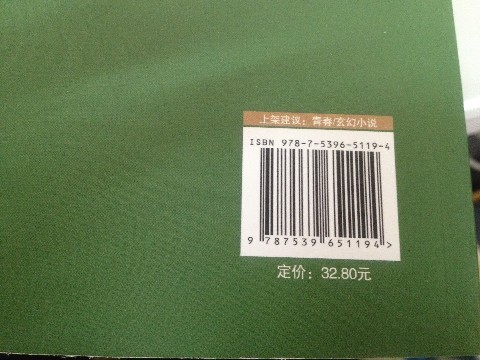 上架建议：青春/玄幻小说
ISBN 978-7-5396-5119-4
9 787539 651194 >
定价：32.80元